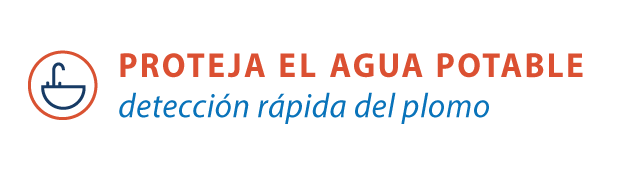 PROTEJA EL AGUA POTABLE
detección rápida del plomo